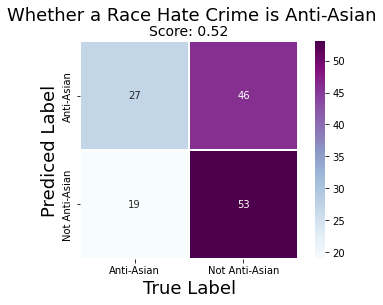 Whether a Race Hate Crime is Anti-Asian
Score: 0.52
Prediced Label
Anti-Asian
27
46
Not Anti-Asian
19
53
Anti-Asian
Not Anti-Asian
True Label
50
45
40
35
30
25
20